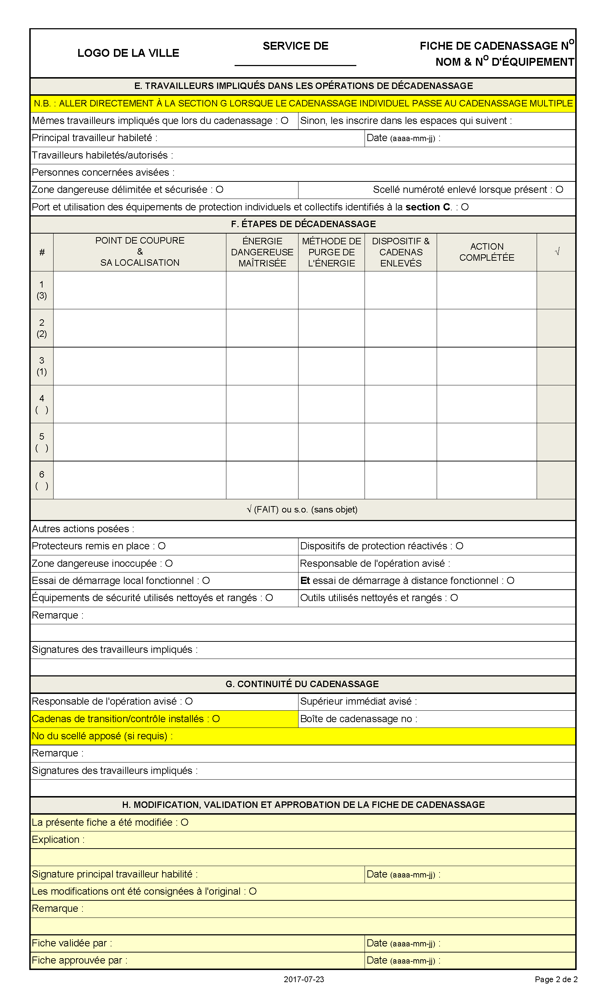 LOGO DE LA VILLE
SERVICE DE
FICHE DE CADENASSAGE NO
NOM & NO D'ÉQUIPEMENT
E. TRAVAILLEURS IMPLIQUÉS DANS LES OPÉRATIONS DE DÉCADENASSAGE
N.B. : ALLER DIRECTEMENT À LA SECTION G LORSQUE LE CADENASSAGE INDIVIDUEL PASSE AU CADENASSAGE MULTIPLE
Mêmes travailleurs impliqués que lors du cadenassage : O
Sinon, les inscrire dans les espaces qui suivent :
Principal travailleur habileté :
Date (aaaa-mm-jj) :
Travailleurs habiletés/autorisés :
Personnes concernées avisées :
Zone dangereuse délimitée et sécurisée : O
Scellé numéroté enlevé lorsque présent : O
Port et utilisation des équipements de protection individuels et collectifs identifiés à la section C. : O
F. ÉTAPES DE DÉCADENASSAGE
#
POINT DE COUPURE
&
SA LOCALISATION
ÉNERGIE
DANGEREUSE
MAÎTRISÉE
MÉTHODE DE
PURGE DE
L'ÉNERGIE
DISPOSITIF &
CADENAS
ENLEVÉS
ACTION
COMPLÉTÉE
√
1
(3)
2
(2)
3
(1)
4
( )
5
( )
6
( )
√ (FAIT) ou s.o. (sans objet)
Autres actions posées :
Protecteurs remis en place : O
Dispositifs de protection réactivés : O
Zone dangereuse inoccupée : O
Responsable de l'opération avisé :
Essai de démarrage local fonctionnel : O
Et essai de démarrage à distance fonctionnel : O
Équipements de sécurité utilisés nettoyés et rangés : O
Outils utilisés nettoyés et rangés : O
Remarque :
Signatures des travailleurs impliqués :
G. CONTINUITÉ DU CADENASSAGE
Responsable de l'opération avisé : O
Supérieur immédiat avisé :
Cadenas de transition/contrôle installés : O
Boîte de cadenassage no :
No du scellé apposé (si requis) :
Remarque :
Signatures des travailleurs impliqués :
H. MODIFICATION, VALIDATION ET APPROBATION DE LA FICHE DE CADENASSAGE
La présente fiche a été modifiée : O
Explication :
Signature principal travailleur habilité :
Date (aaaa-mm-jj) :
Les modifications ont été consignées à l'original : O
Remarque :
Fiche validée par :
Date (aaaa-mm-jj) :
Fiche approuvée par :
Date (aaaa-mm-jj) :
2017-07-23
Page 2 de 2